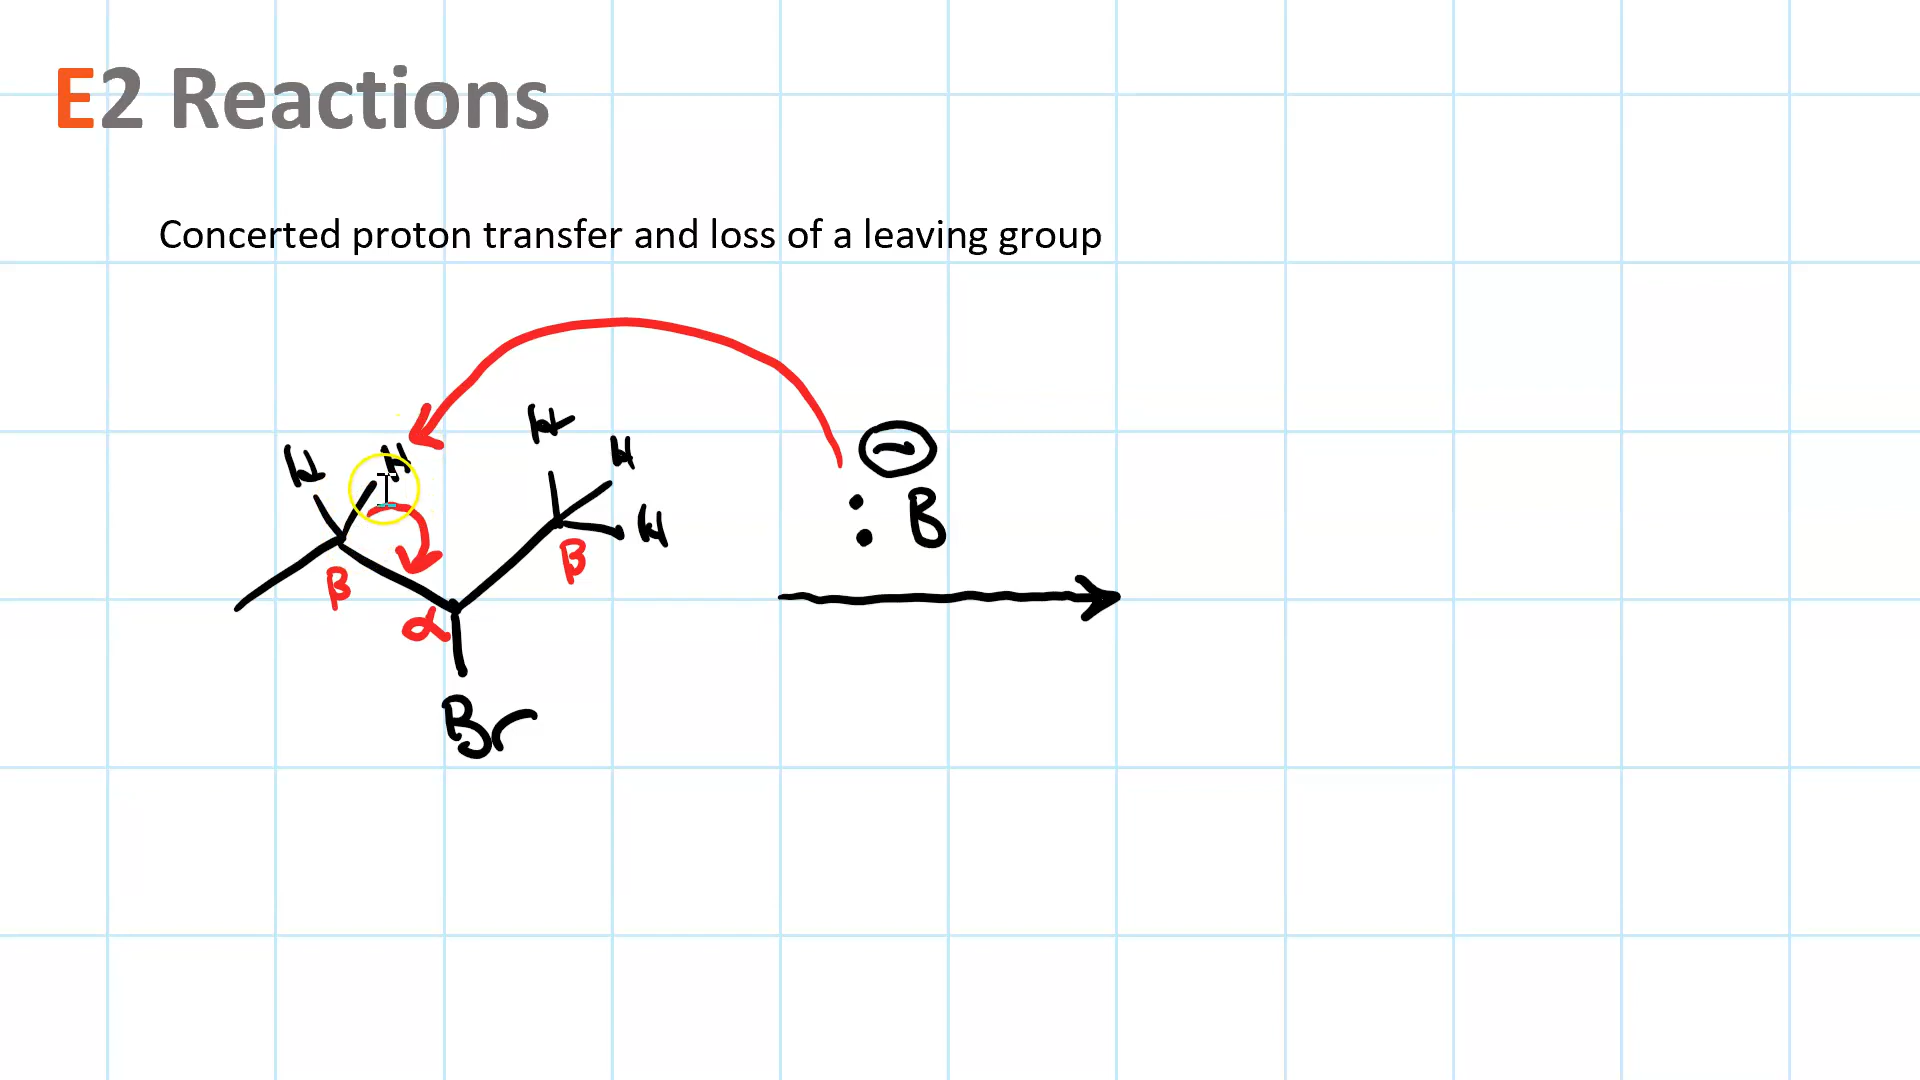 E2 Reactions
Concerted proton transfer and loss of a leaving group
H H H H
H
β α β
Br
⊖
: B